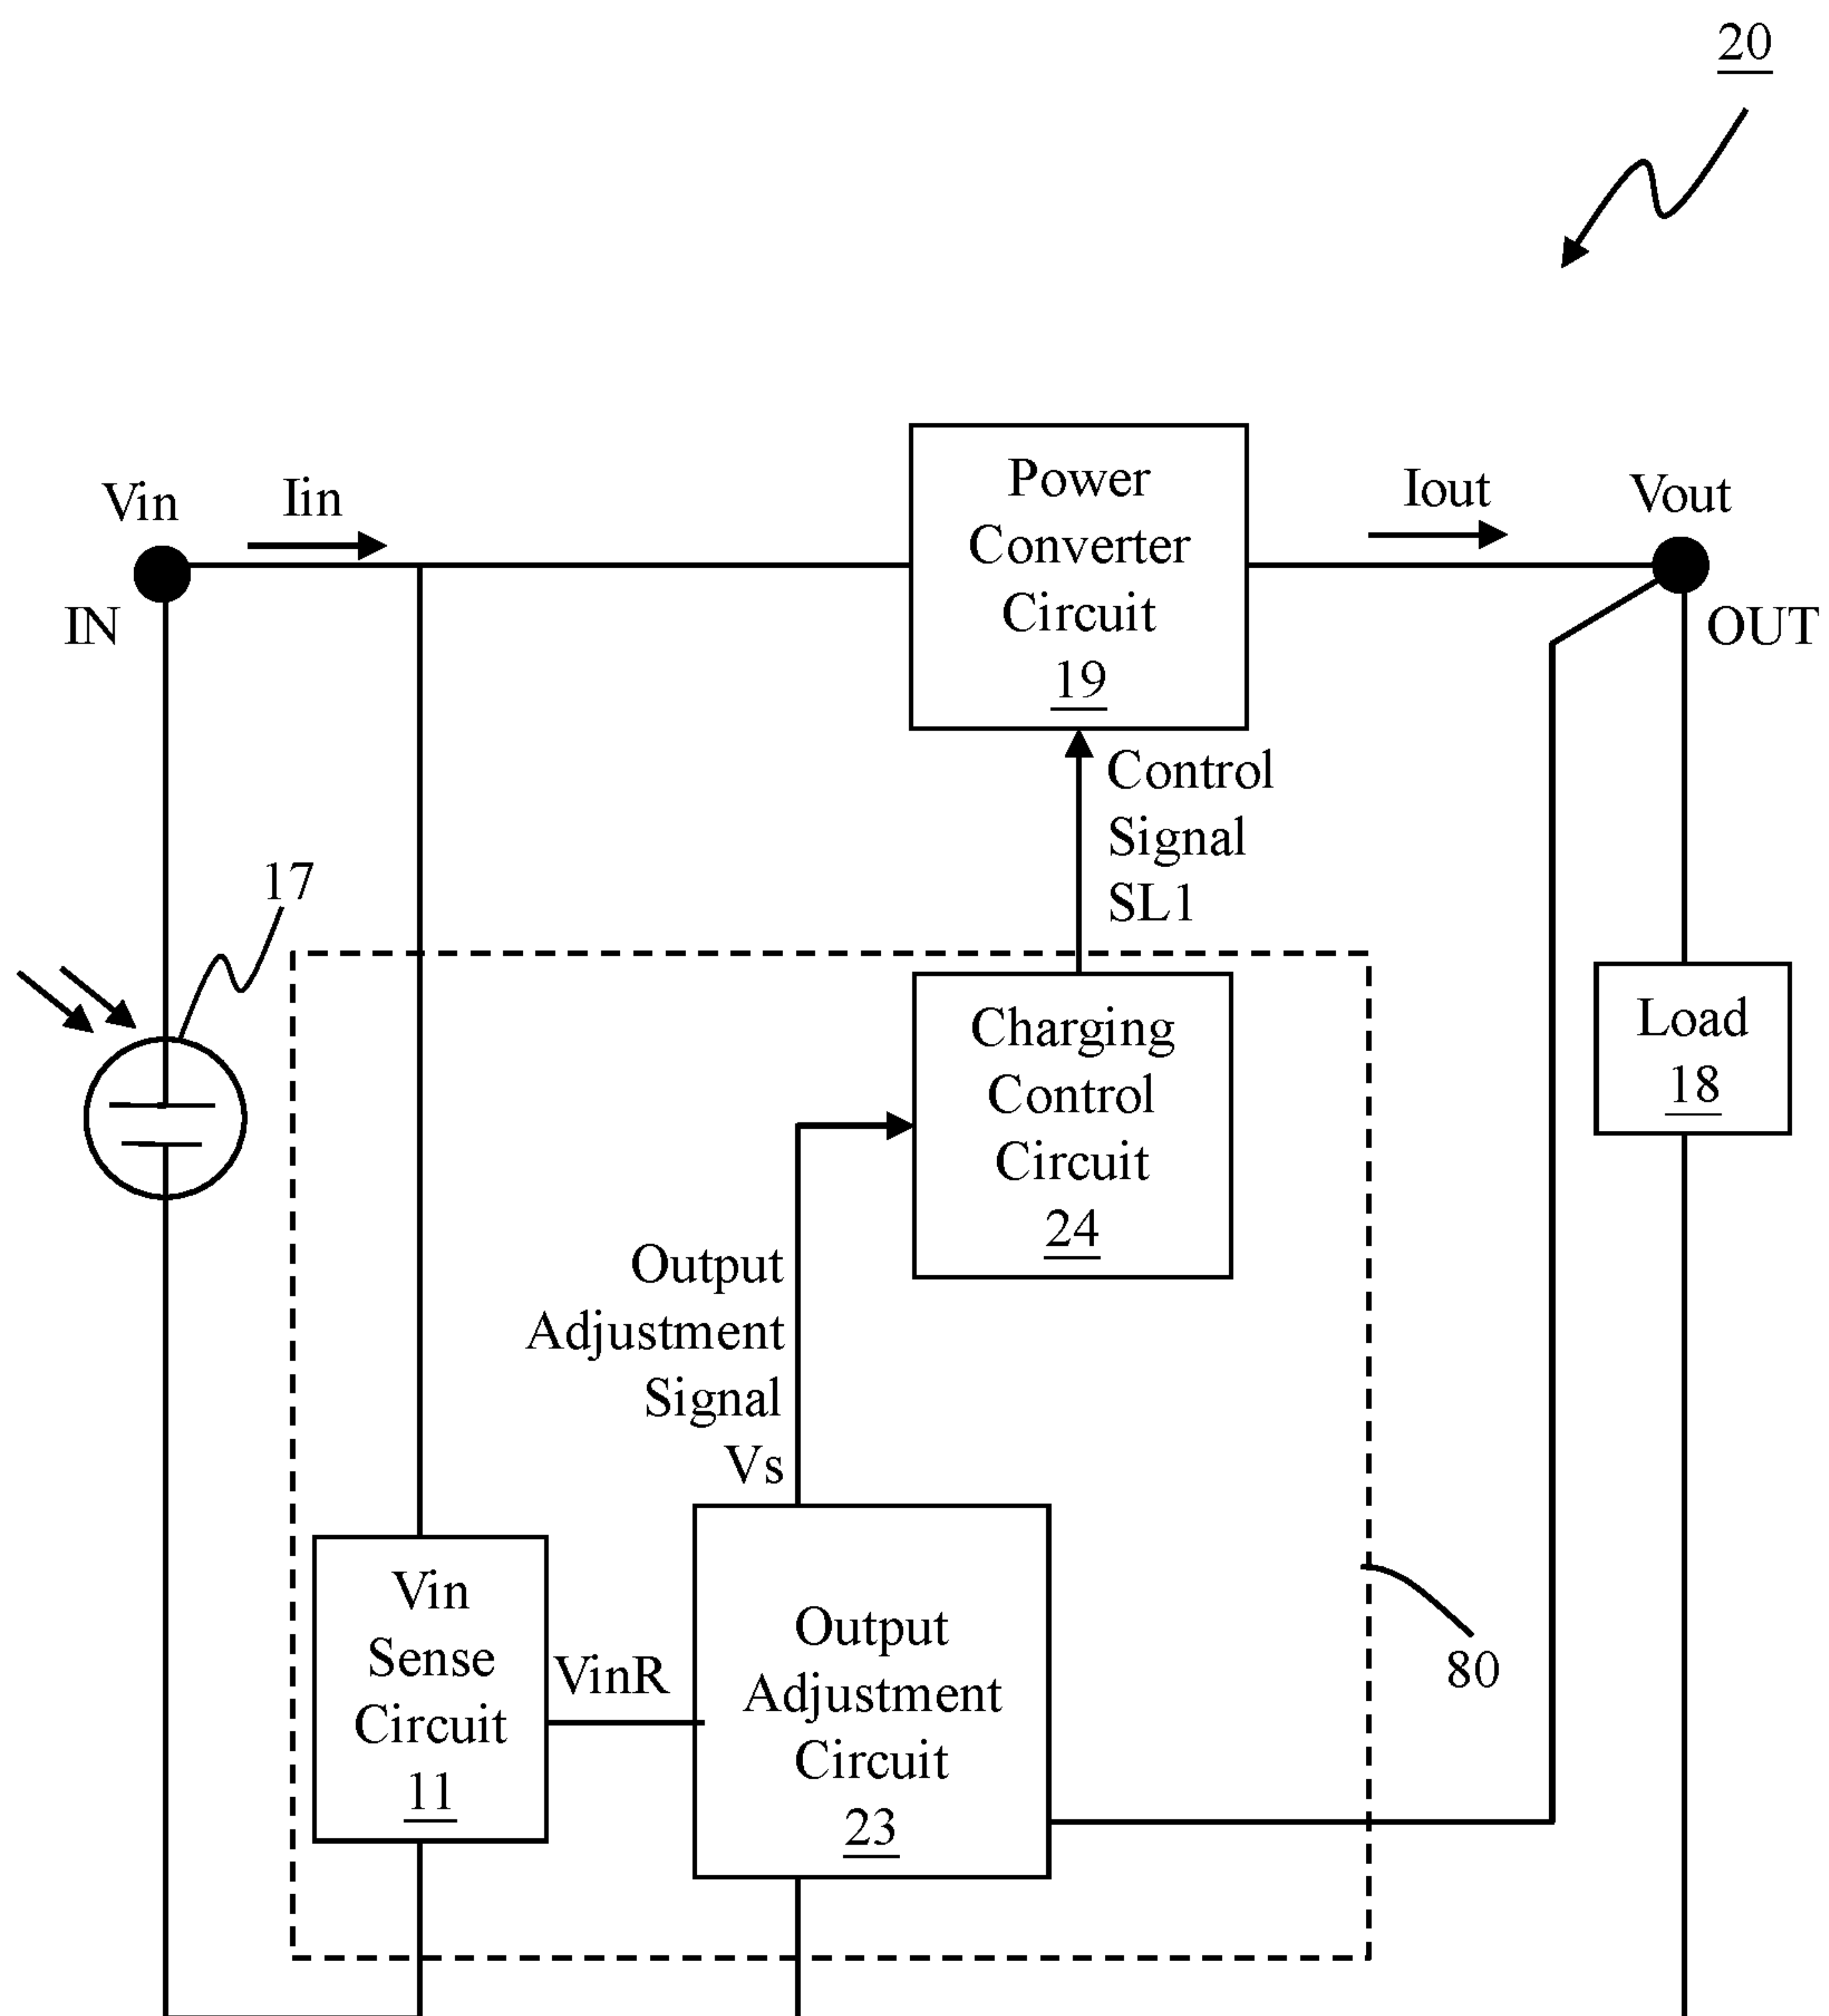 20
Vin
Iin
IN
Power
Converter
Circuit
19
Iout
Vout
OUT
Control
Signal
SL1
17
Charging
Control
Circuit
24
Load
18
Output
Adjustment
Signal
Vs
Vin
Sense
Circuit
11
VinR
Output
Adjustment
Circuit
23
80